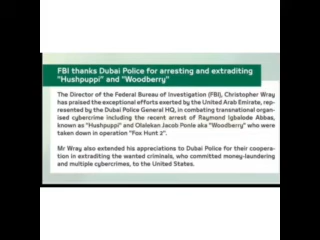 FBI thanks Dubai Police for arresting and extraditing
"Hushpuppi" and "Woodberry"
The Director of the Federal Bureau of Investigation (FBI), Christopher Wray
has praised the exceptional efforts exerted by the United Arab Emirate, rep-
resented by the Dubai Police General HQ, in combating transnational organ-
ised cybercrime including the recent arrest of Raymond Igbalode Abbas,
known as "Hushpuppi" and Olalekan Jacob Ponle aka "Woodberry" who were
taken down in operation "Fox Hunt 2".
Mr Wray also extended his appreciations to Dubai Police for their coopera-
tion in extraditing the wanted criminals, who committed money-laundering
and multiple cybercrimes, to the United States.